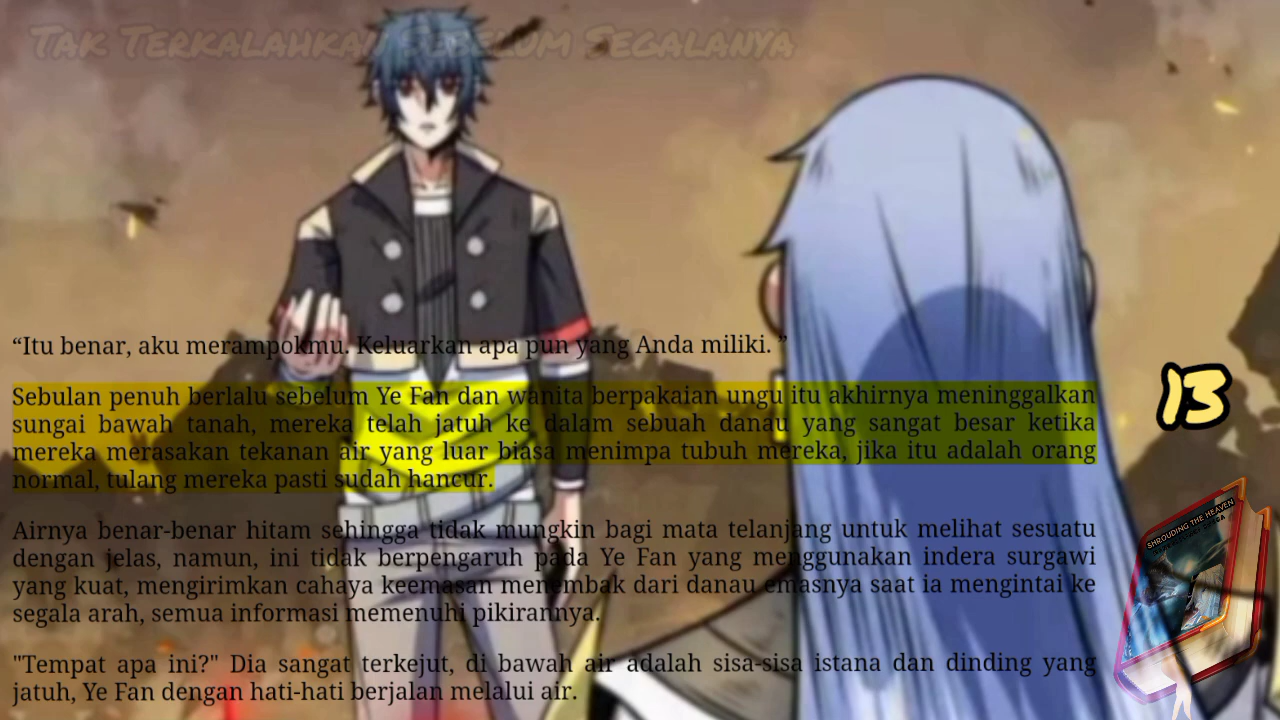 Tak Terkalahkan Sebelum Segalanya
“Itu benar, aku merampokmu. Keluarkan apa pun yang Anda miliki. ”
Sebulan penuh berlalu sebelum Ye Fan dan wanita berpakaian ungu itu akhirnya meninggalkan
sungai bawah tanah, mereka telah jatuh ke dalam sebuah danau yang sangat besar ketika
mereka merasakan tekanan air yang luar biasa menimpa tubuh mereka, jika itu adalah orang
normal, tulang mereka pasti sudah hancur.
13
Airnya benar-benar hitam sehingga tidak mungkin bagi mata telanjang untuk melihat sesuatu
dengan jelas, namun, ini tidak berpengaruh pada Ye Fan yang menggunakan indera surgawi
yang kuat, mengirimkan cahaya keemasan menembak dari danau emasnya saat ia mengintai ke
segala arah, semua informasi memenuhi pikirannya.
SHROUDING THE HEAVEN
"Tempat apa ini?" Dia sangat terkejut, di bawah air adalah sisa-sisa istana dan dinding yang
jatuh, Ye Fan dengan hati-hati berjalan melalui air.